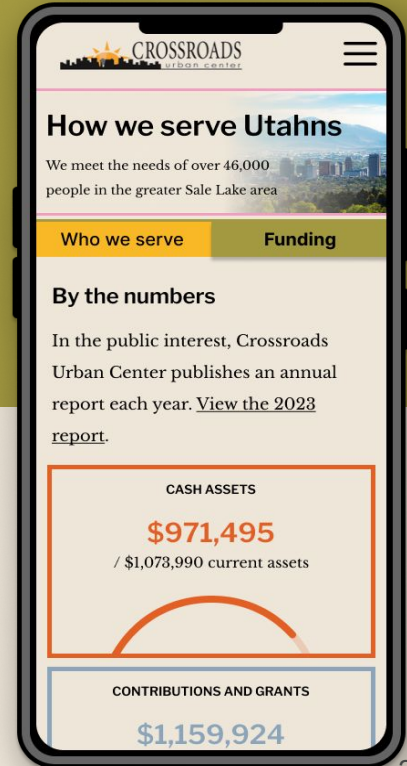 CROSSROADS
urban center
How we serve Utahns
We meet the needs of over 46,000
people in the greater Sale Lake area
Who we serve
Funding
By the numbers
In the public interest, Crossroads
Urban Center publishes an annual
report each year. View the 2023
report.
CASH ASSETS
$971,495
/ $1,073,990 current assets
CONTRIBUTIONS AND GRANTS
$1,159,924